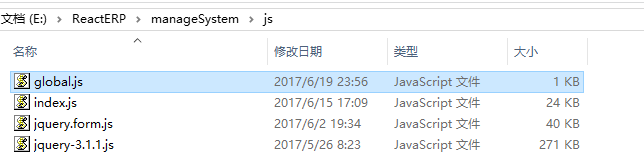 文档 (E:) > ReactERP > manageSystem > js
名称 修改日期 类型 大小
global.js 2017/6/19 23:56 JavaScript 文件 1 KB
index.js 2017/6/15 17:09 JavaScript 文件 24 KB
jquery.form.js 2017/6/2 19:34 JavaScript 文件 40 KB
jquery-3.1.1.js 2017/5/26 8:23 JavaScript 文件 271 KB